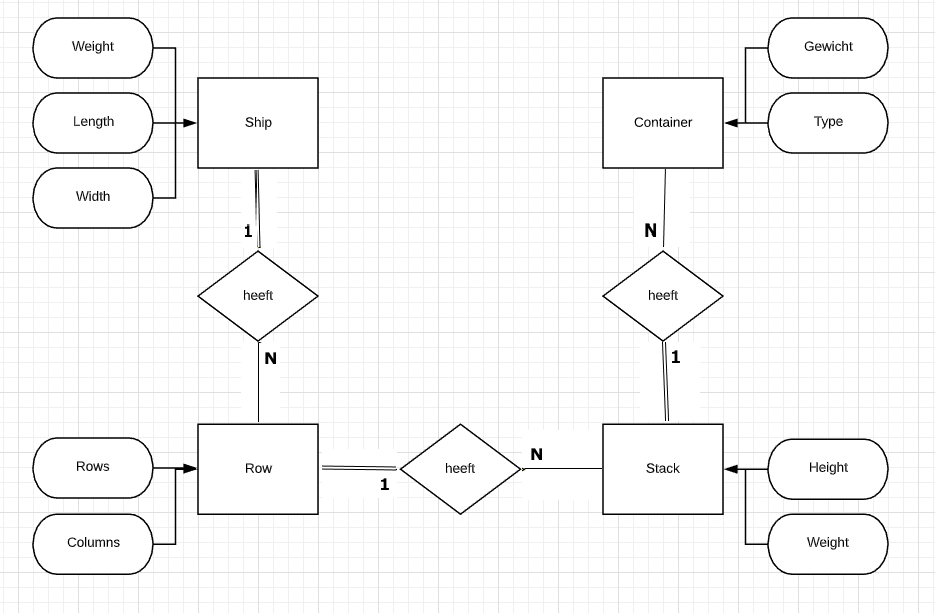 Weight
Gewicht
Length
Ship
Container
Type
Width
1
N
heeft
heeft
N
1
Rows
Row
1
heeft
N
Stack
Height
Columns
Weight